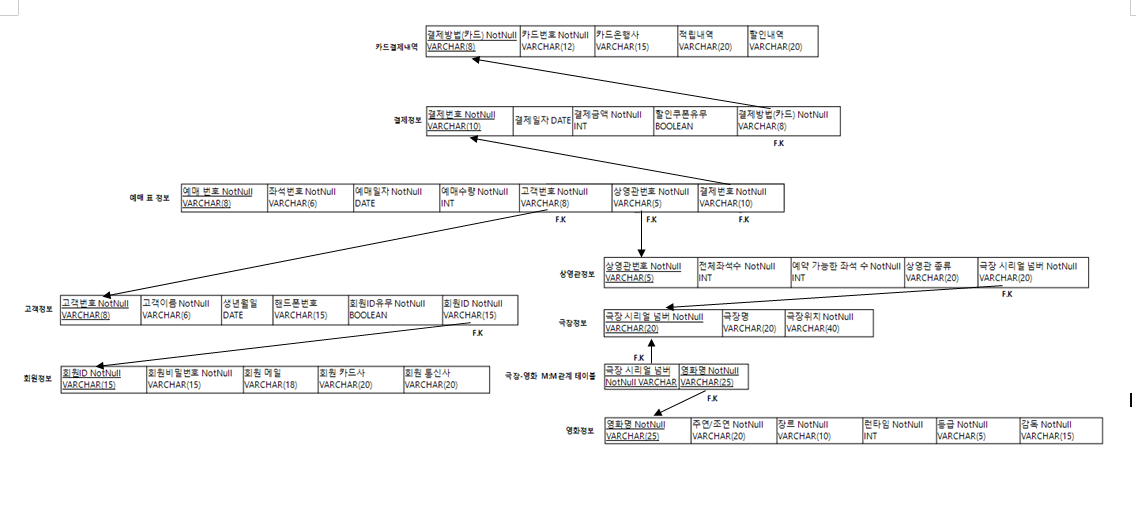 카드결제내역
결제방법(카드) NotNull 카드번호 NotNull 카드은행사 적립내역 할인내역
VARCHAR(8) VARCHAR(12) VARCHAR(15) VARCHAR(20) VARCHAR(20)
결제정보
결제번호 NotNull 결제일자 DATE 결제금액 NotNull 할인쿠폰유무 결제방법(카드) NotNull
VARCHAR(10) INT BOOLEAN VARCHAR(8)
F.K
예매 표 정보
예매 번호 NotNull 좌석번호 NotNull 예매일자 NotNull 예매수량 NotNull 고객번호 NotNull 상영관번호 NotNull 결제번호 NotNull
VARCHAR(8) VARCHAR(6) DATE INT VARCHAR(8) VARCHAR(5) VARCHAR(10)
F.K F.K F.K
상영관정보
상영관번호 NotNull 전체좌석수 NotNull 예약 가능한 좌석 수 NotNull 상영관 종류 극장 시리얼 넘버 NotNull
VARCHAR(5) INT INT VARCHAR(20) VARCHAR(20)
F.K
고객정보
고객번호 NotNull 고객이름 NotNull 생년월일 핸드폰번호 회원ID유무 NotNull 회원ID NotNull
VARCHAR(8) VARCHAR(6) DATE VARCHAR(15) BOOLEAN VARCHAR(15)
F.K
극장정보
극장 시리얼 넘버 NotNull 극장명 극장위치 NotNull
VARCHAR(20) VARCHAR(20) VARCHAR(40)
F.K
회원정보
회원ID NotNull 회원비밀번호 NotNull 회원 메일 회원 카드사 회원 통신사
VARCHAR(15) VARCHAR(15) VARCHAR(18) VARCHAR(20) VARCHAR(20)
극장-영화 M:M관계 테이블
극장 시리얼 넘버 영화명 NotNull
NotNull VARCHAR VARCHAR(25)
F.K
영화정보
영화명 NotNull 주연/조연 NotNull 장르 NotNull 런타임 NotNull 등급 NotNull 감독 NotNull
VARCHAR(25) VARCHAR(20) VARCHAR(10) INT VARCHAR(5) VARCHAR(15)